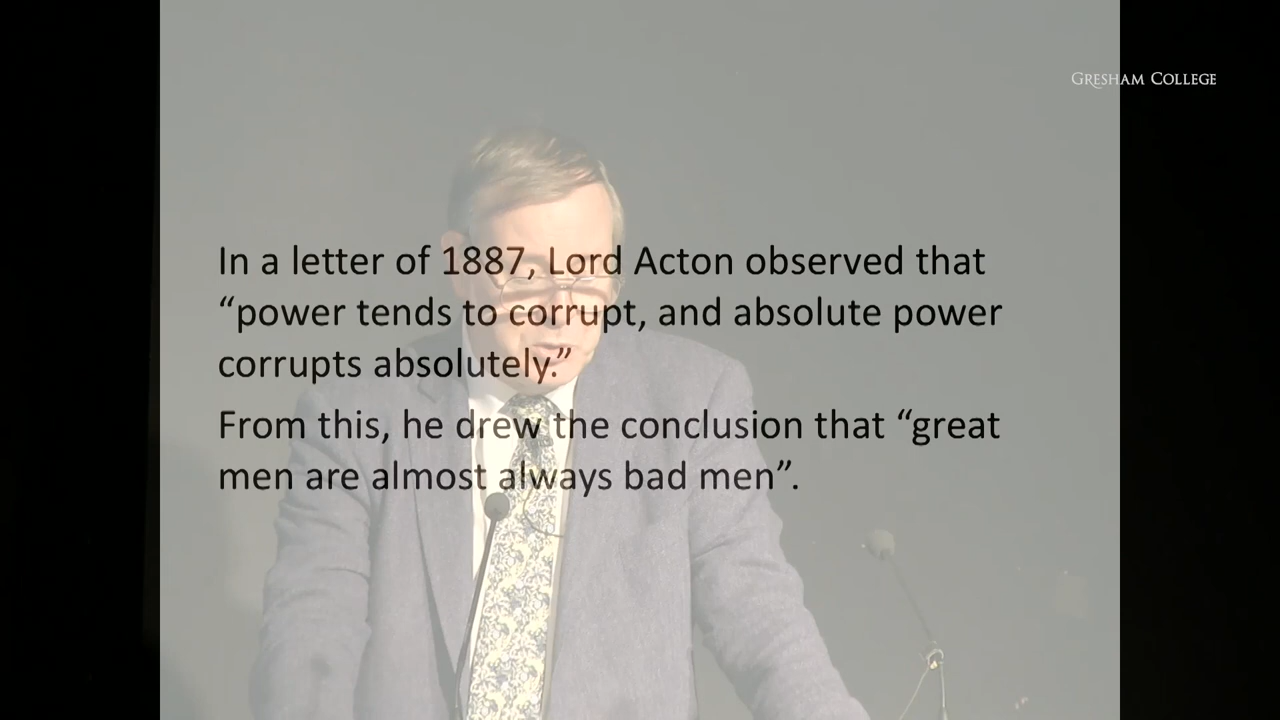 GRESHAM COLLEGE
In a letter of 1887, Lord Acton observed that
“power tends to corrupt, and absolute power
corrupts absolutely.”
From this, he drew the conclusion that “great
men are almost always bad men”.